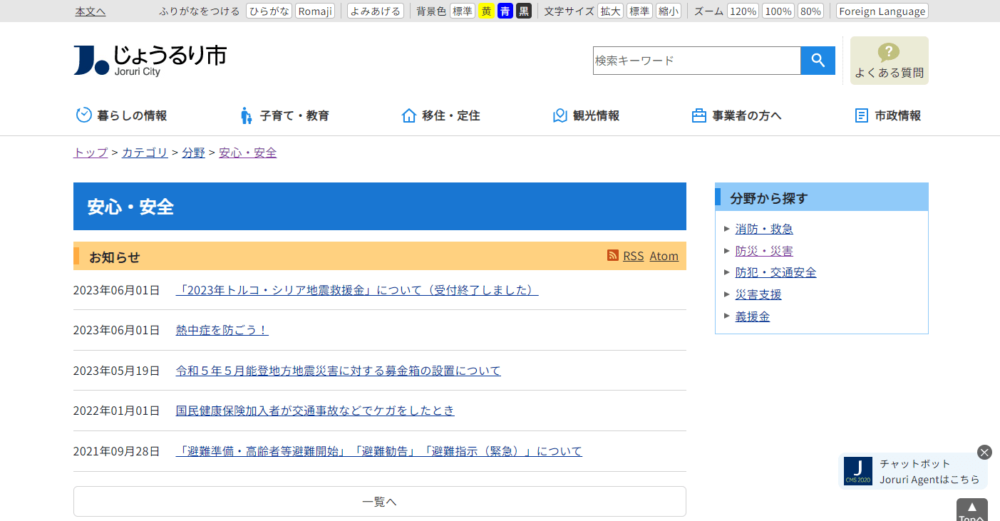 本文へ ふりがなをつける ひらがな Romaji よみあげる 背景色 標準 黄 青 黒 文字サイズ 拡大 標準 縮小 ズーム 120% 100% 80% Foreign Language
J. じょうるり市
Joruri City
検索キーワード
?
よくある質問
暮らしの情報 子育て・教育 移住・定住 観光情報 事業者の方へ 市政情報
トップ > カテゴリ > 分野 > 安心・安全
安心・安全
お知らせ RSS Atom
2023年06月01日 「2023年トルコ・シリア地震救援金」について（受付終了しました）
2023年06月01日 熱中症を防ごう！
2023年05月19日 令和５年５月能登地方地震災害に対する募金箱の設置について
2022年01月01日 国民健康保険加入者が交通事故などでケガをしたとき
2021年09月28日 「避難準備・高齢者等避難開始」「避難勧告」「避難指示（緊急）」について
一覧へ
分野から探す
消防・救急
防災・災害
防犯・交通安全
災害支援
義援金
J
CMS 2020
チャットボット
Joruri Agentはこちら
▲
Topへ